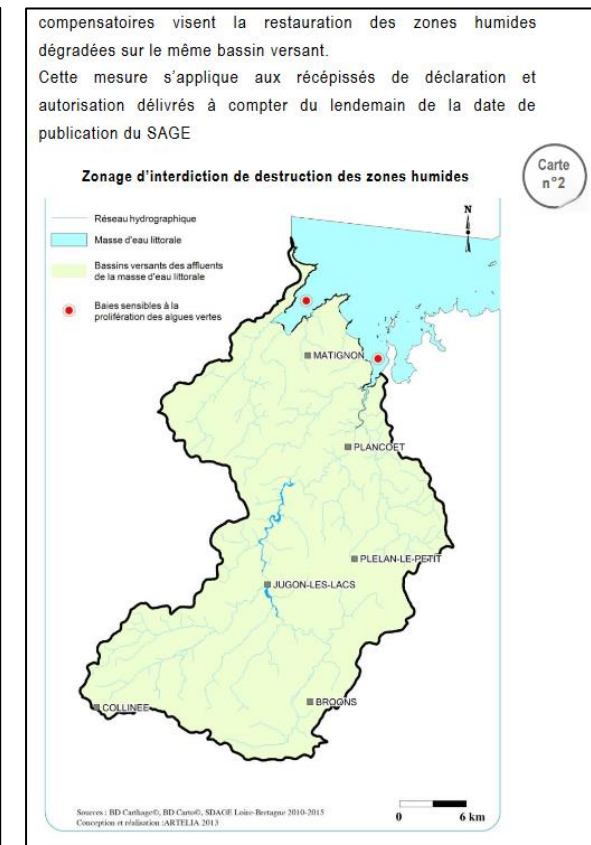 compensatoires visent la restauration des zones humides
dégradées sur le même bassin versant.
Cette mesure s'applique aux récépissés de déclaration et
autorisation délivrés à compter du lendemain de la date de
publication du SAGE
Carte
n°2
Zonage d'interdiction de destruction des zones humides
N
Réseau hydrographique
Masse d'eau littorale
Bassins versants des affluents
de la masse d'eau littorale
Baies sensibles à la
prolifération des algues vertes
MATIGNON
PLANCOET
PLELAN-LE-PETIT
JUGON-LES-LACS
BROONS
COLLINEE
Sources : BD Carthage©, BD Carto©, SDAGE Loire-Bretagne 2010-2015
Conception et réalisation :ARTELIA 2013
0 6 km